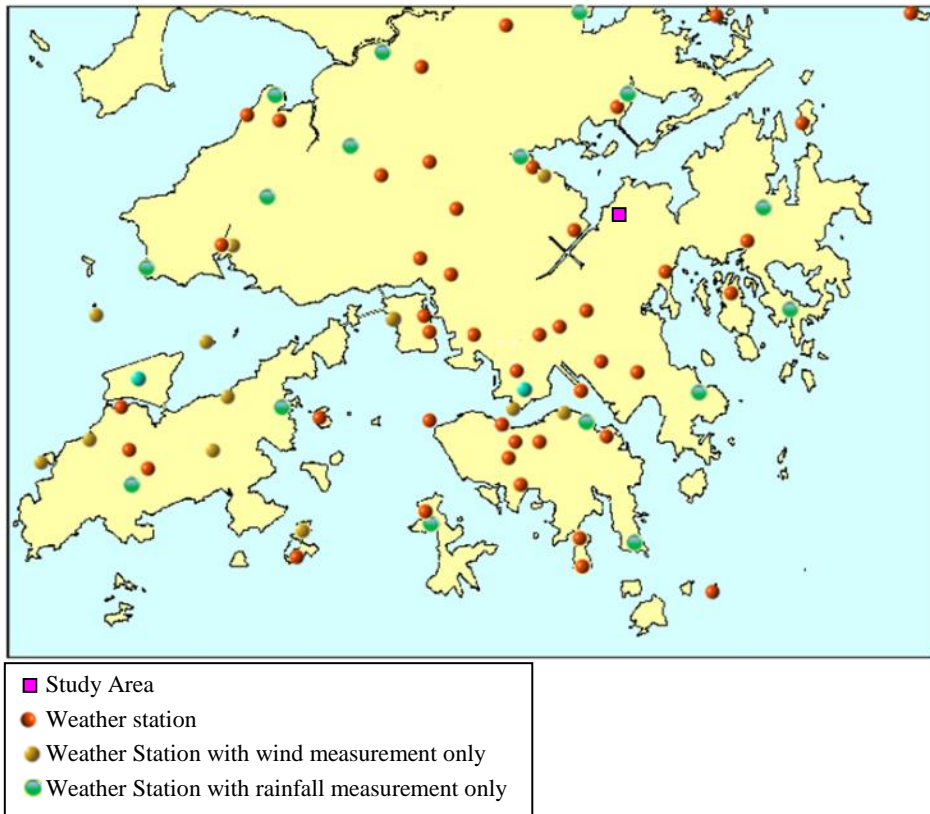 Study Area
Weather station
Weather Station with wind measurement only
Weather Station with rainfall measurement only